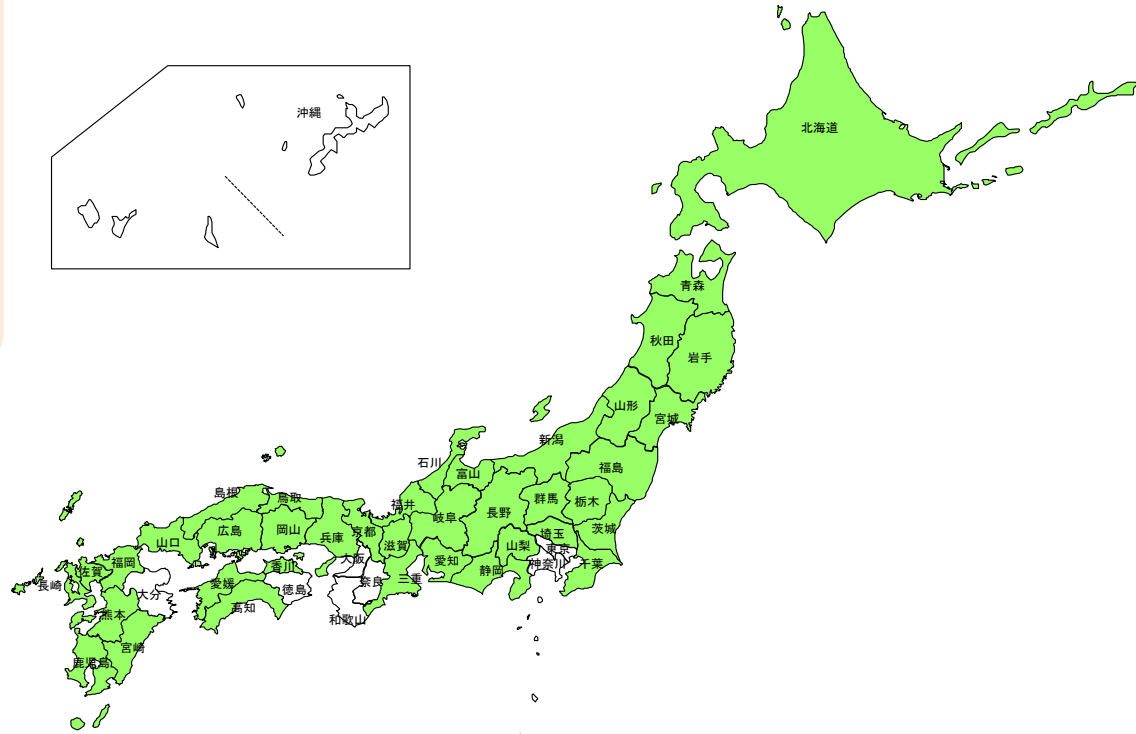 沖縄
北海道
青森
秋田
岩手
山形
宮城
新潟
福島
石川
富山
福井
岐阜
長野
群馬
栃木
茨城
埼玉
東京
山梨
神奈川
千葉
静岡
愛知
島根
鳥取
広島
岡山
兵庫
京都
滋賀
山口
大阪
奈良
三重
和歌山
香川
徳島
愛媛
高知
福岡
佐賀
長崎
大分
熊本
宮崎
鹿児島